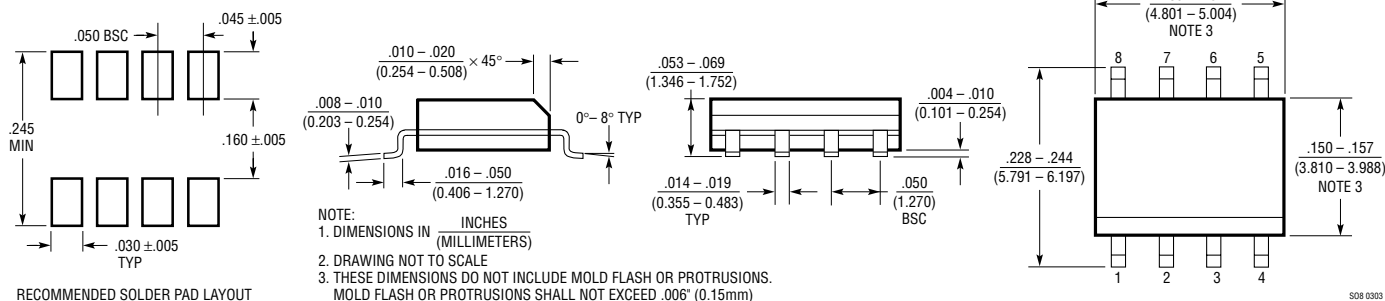 .050 BSC
.045 ±.005
.245
MIN
.160 ±.005
.030 ±.005
TYP
RECOMMENDED SOLDER PAD LAYOUT
.010 – .020
(0.254 – 0.508)
× 45°
.008 – .010
(0.203 – 0.254)
0°– 8° TYP
.016 – .050
(0.406 – 1.270)
NOTE:
1. DIMENSIONS IN INCHES
(MILLIMETERS)
2. DRAWING NOT TO SCALE
3. THESE DIMENSIONS DO NOT INCLUDE MOLD FLASH OR PROTRUSIONS.
MOLD FLASH OR PROTRUSIONS SHALL NOT EXCEED .006" (0.15mm)
.053 – .069
(1.346 – 1.752)
.004 – .010
(0.101 – 0.254)
.014 – .019
(0.355 – 0.483)
TYP
.050
(1.270)
BSC
(4.801 – 5.004)
NOTE 3
8 7 6 5
.228 – .244
(5.791 – 6.197)
.150 – .157
(3.810 – 3.988)
NOTE 3
1 2 3 4
SO8 0303